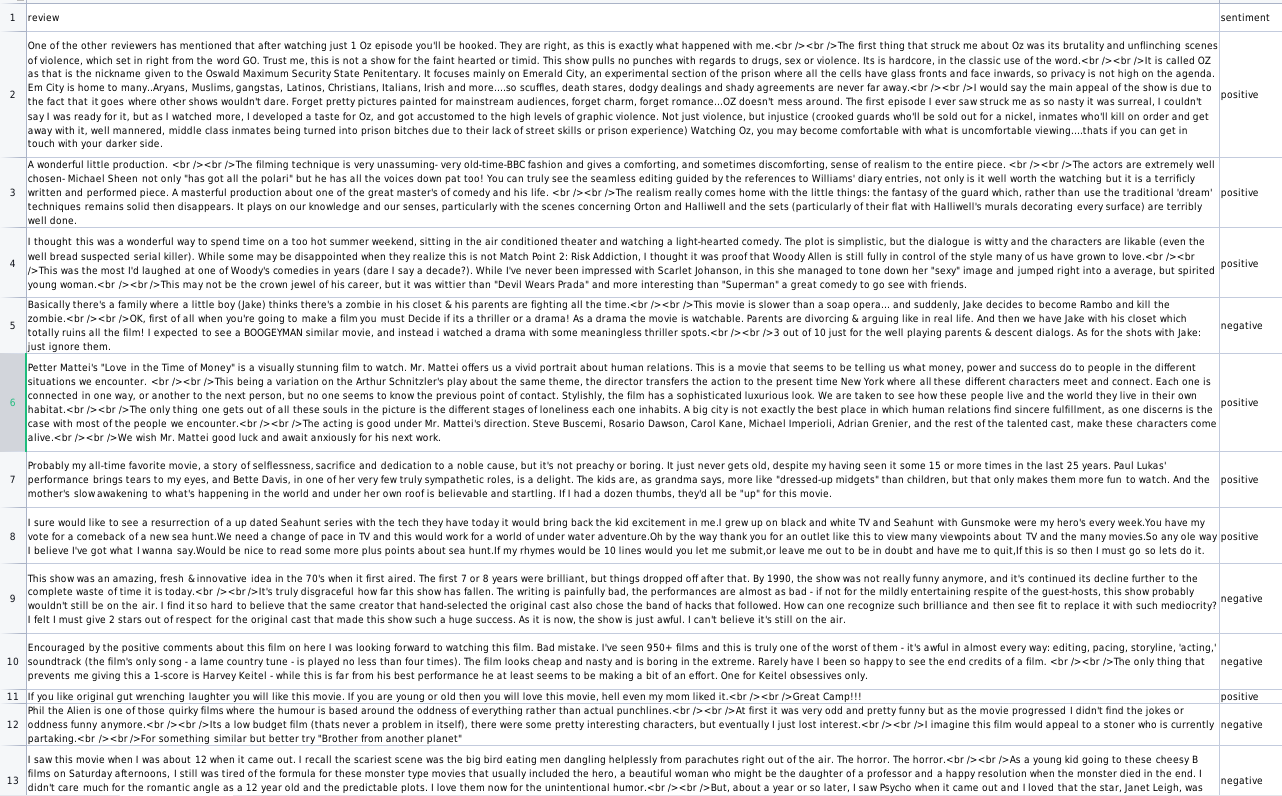 1 review sentiment
One of the other reviewers has mentioned that after watching just 1 Oz episode you'll be hooked. They are right, as this is exactly what happened with me.<br /><br />The first thing that struck me about Oz was its brutality and unflinching scenes
of violence, which set in right from the word GO. Trust me, this is not a show for the faint hearted or timid. This show pulls no punches with regards to drugs, sex or violence. Its is hardcore, in the classic use of the word.<br /><br />It is called OZ
as that is the nickname given to the Oswald Maximum Security State Penitentary. It focuses mainly on Emerald City, an experimental section of the prison where all the cells have glass fronts and face inwards, so privacy is not high on the agenda.
2 Em City is home to many..Aryans, Muslims, gangstas, Latinos, Christians, Italians, Irish and more....so scuffles, death stares, dodgy dealings and shady agreements are never far away.<br /><br />I would say the main appeal of the show is due to positive
the fact that it goes where other shows wouldn't dare. Forget pretty pictures painted for mainstream audiences, forget charm, forget romance...OZ doesn't mess around. The first episode I ever saw struck me as so nasty it was surreal, I couldn't
say I was ready for it, but as I watched more, I developed a taste for Oz, and got accustomed to the high levels of graphic violence. Not just violence, but injustice (crooked guards who'll be sold out for a nickel, inmates who'll kill on order and get
away with it, well mannered, middle class inmates being turned into prison bitches due to their lack of street skills or prison experience) Watching Oz, you may become comfortable with what is uncomfortable viewing....thats if you can get in
touch with your darker side.
A wonderful little production. <br /><br />The filming technique is very unassuming- very old-time-BBC fashion and gives a comforting, and sometimes discomforting, sense of realism to the entire piece. <br /><br />The actors are extremely well
chosen- Michael Sheen not only "has got all the polari" but he has all the voices down pat too! You can truly see the seamless editing guided by the references to Williams' diary entries, not only is it well worth the watching but it is a terrificly
3 written and performed piece. A masterful production about one of the great master's of comedy and his life. <br /><br />The realism really comes home with the little things: the fantasy of the guard which, rather than use the traditional 'dream' positive
techniques remains solid then disappears. It plays on our knowledge and our senses, particularly with the scenes concerning Orton and Halliwell and the sets (particularly of their flat with Halliwell's murals decorating every surface) are terribly
well done.
I thought this was a wonderful way to spend time on a too hot summer weekend, sitting in the air conditioned theater and watching a light-hearted comedy. The plot is simplistic, but the dialogue is witty and the characters are likable (even the
4 well bread suspected serial killer). While some may be disappointed when they realize this is not Match Point 2: Risk Addiction, I thought it was proof that Woody Allen is still fully in control of the style many of us have grown to love.<br /><br positive
/>This was the most I'd laughed at one of Woody's comedies in years (dare I say a decade?). While I've never been impressed with Scarlet Johanson, in this she managed to tone down her "sexy" image and jumped right into a average, but spirited
young woman.<br /><br />This may not be the crown jewel of his career, but it was wittier than "Devil Wears Prada" and more interesting than "Superman" a great comedy to go see with friends.
Basically there's a family where a little boy (Jake) thinks there's a zombie in his closet & his parents are fighting all the time.<br /><br />This movie is slower than a soap opera... and suddenly, Jake decides to become Rambo and kill the
5 zombie.<br /><br />OK, first of all when you're going to make a film you must Decide if its a thriller or a drama! As a drama the movie is watchable. Parents are divorcing & arguing like in real life. And then we have Jake with his closet which negative
totally ruins all the film! I expected to see a BOOGEYMAN similar movie, and instead i watched a drama with some meaningless thriller spots.<br /><br />3 out of 10 just for the well playing parents & descent dialogs. As for the shots with Jake:
just ignore them.
Petter Mattei's "Love in the Time of Money" is a visually stunning film to watch. Mr. Mattei offers us a vivid portrait about human relations. This is a movie that seems to be telling us what money, power and success do to people in the different
situations we encounter. <br /><br />This being a variation on the Arthur Schnitzler's play about the same theme, the director transfers the action to the present time New York where all these different characters meet and connect. Each one is
connected in one way, or another to the next person, but no one seems to know the previous point of contact. Stylishly, the film has a sophisticated luxurious look. We are taken to see how these people live and the world they live in their own
6 habitat.<br /><br />The only thing one gets out of all these souls in the picture is the different stages of loneliness each one inhabits. A big city is not exactly the best place in which human relations find sincere fulfillment, as one discerns is the positive
case with most of the people we encounter.<br /><br />The acting is good under Mr. Mattei's direction. Steve Buscemi, Rosario Dawson, Carol Kane, Michael Imperioli, Adrian Grenier, and the rest of the talented cast, make these characters come
alive.<br /><br />We wish Mr. Mattei good luck and await anxiously for his next work.
Probably my all-time favorite movie, a story of selflessness, sacrifice and dedication to a noble cause, but it's not preachy or boring. It just never gets old, despite my having seen it some 15 or more times in the last 25 years. Paul Lukas'
7 performance brings tears to my eyes, and Bette Davis, in one of her very few truly sympathetic roles, is a delight. The kids are, as grandma says, more like "dressed-up midgets" than children, but that only makes them more fun to watch. And the positive
mother's slow awakening to what's happening in the world and under her own roof is believable and startling. If I had a dozen thumbs, they'd all be "up" for this movie.
I sure would like to see a resurrection of a up dated Seahunt series with the tech they have today it would bring back the kid excitement in me.I grew up on black and white TV and Seahunt with Gunsmoke were my hero's every week.You have my
8 vote for a comeback of a new sea hunt.We need a change of pace in TV and this would work for a world of under water adventure.Oh by the way thank you for an outlet like this to view many viewpoints about TV and the many movies.So any ole way positive
I believe I've got what I wanna say.Would be nice to read some more plus points about sea hunt.If my rhymes would be 10 lines would you let me submit,or leave me out to be in doubt and have me to quit,If this is so then I must go so lets do it.
This show was an amazing, fresh & innovative idea in the 70's when it first aired. The first 7 or 8 years were brilliant, but things dropped off after that. By 1990, the show was not really funny anymore, and it's continued its decline further to the
9 complete waste of time it is today.<br /><br />It's truly disgraceful how far this show has fallen. The writing is painfully bad, the performances are almost as bad - if not for the mildly entertaining respite of the guest-hosts, this show probably negative
wouldn't still be on the air. I find it so hard to believe that the same creator that hand-selected the original cast also chose the band of hacks that followed. How can one recognize such brilliance and then see fit to replace it with such mediocrity?
I felt I must give 2 stars out of respect for the original cast that made this show such a huge success. As it is now, the show is just awful. I can't believe it's still on the air.
Encouraged by the positive comments about this film on here I was looking forward to watching this film. Bad mistake. I've seen 950+ films and this is truly one of the worst of them - it's awful in almost every way: editing, pacing, storyline, 'acting,'
10 soundtrack (the film's only song - a lame country tune - is played no less than four times). The film looks cheap and nasty and is boring in the extreme. Rarely have I been so happy to see the end credits of a film. <br /><br />The only thing that negative
prevents me giving this a 1-score is Harvey Keitel - while this is far from his best performance he at least seems to be making a bit of an effort. One for Keitel obsessives only.
11 If you like original gut wrenching laughter you will like this movie. If you are young or old then you will love this movie, hell even my mom liked it.<br /><br />Great Camp!!! positive
Phil the Alien is one of those quirky films where the humour is based around the oddness of everything rather than actual punchlines.<br /><br />At first it was very odd and pretty funny but as the movie progressed I didn't find the jokes or
12 oddness funny anymore.<br /><br />Its a low budget film (thats never a problem in itself), there were some pretty interesting characters, but eventually I just lost interest.<br /><br />I imagine this film would appeal to a stoner who is currently negative
partaking.<br /><br />For something similar but better try "Brother from another planet"
I saw this movie when I was about 12 when it came out. I recall the scariest scene was the big bird eating men dangling helplessly from parachutes right out of the air. The horror. The horror.<br /><br />As a young kid going to these cheesy B
13 films on Saturday afternoons, I still was tired of the formula for these monster type movies that usually included the hero, a beautiful woman who might be the daughter of a professor and a happy resolution when the monster died in the end. I negative
didn't care much for the romantic angle as a 12 year old and the predictable plots. I love them now for the unintentional humor.<br /><br />But, about a year or so later, I saw Psycho when it came out and I loved that the star, Janet Leigh, was